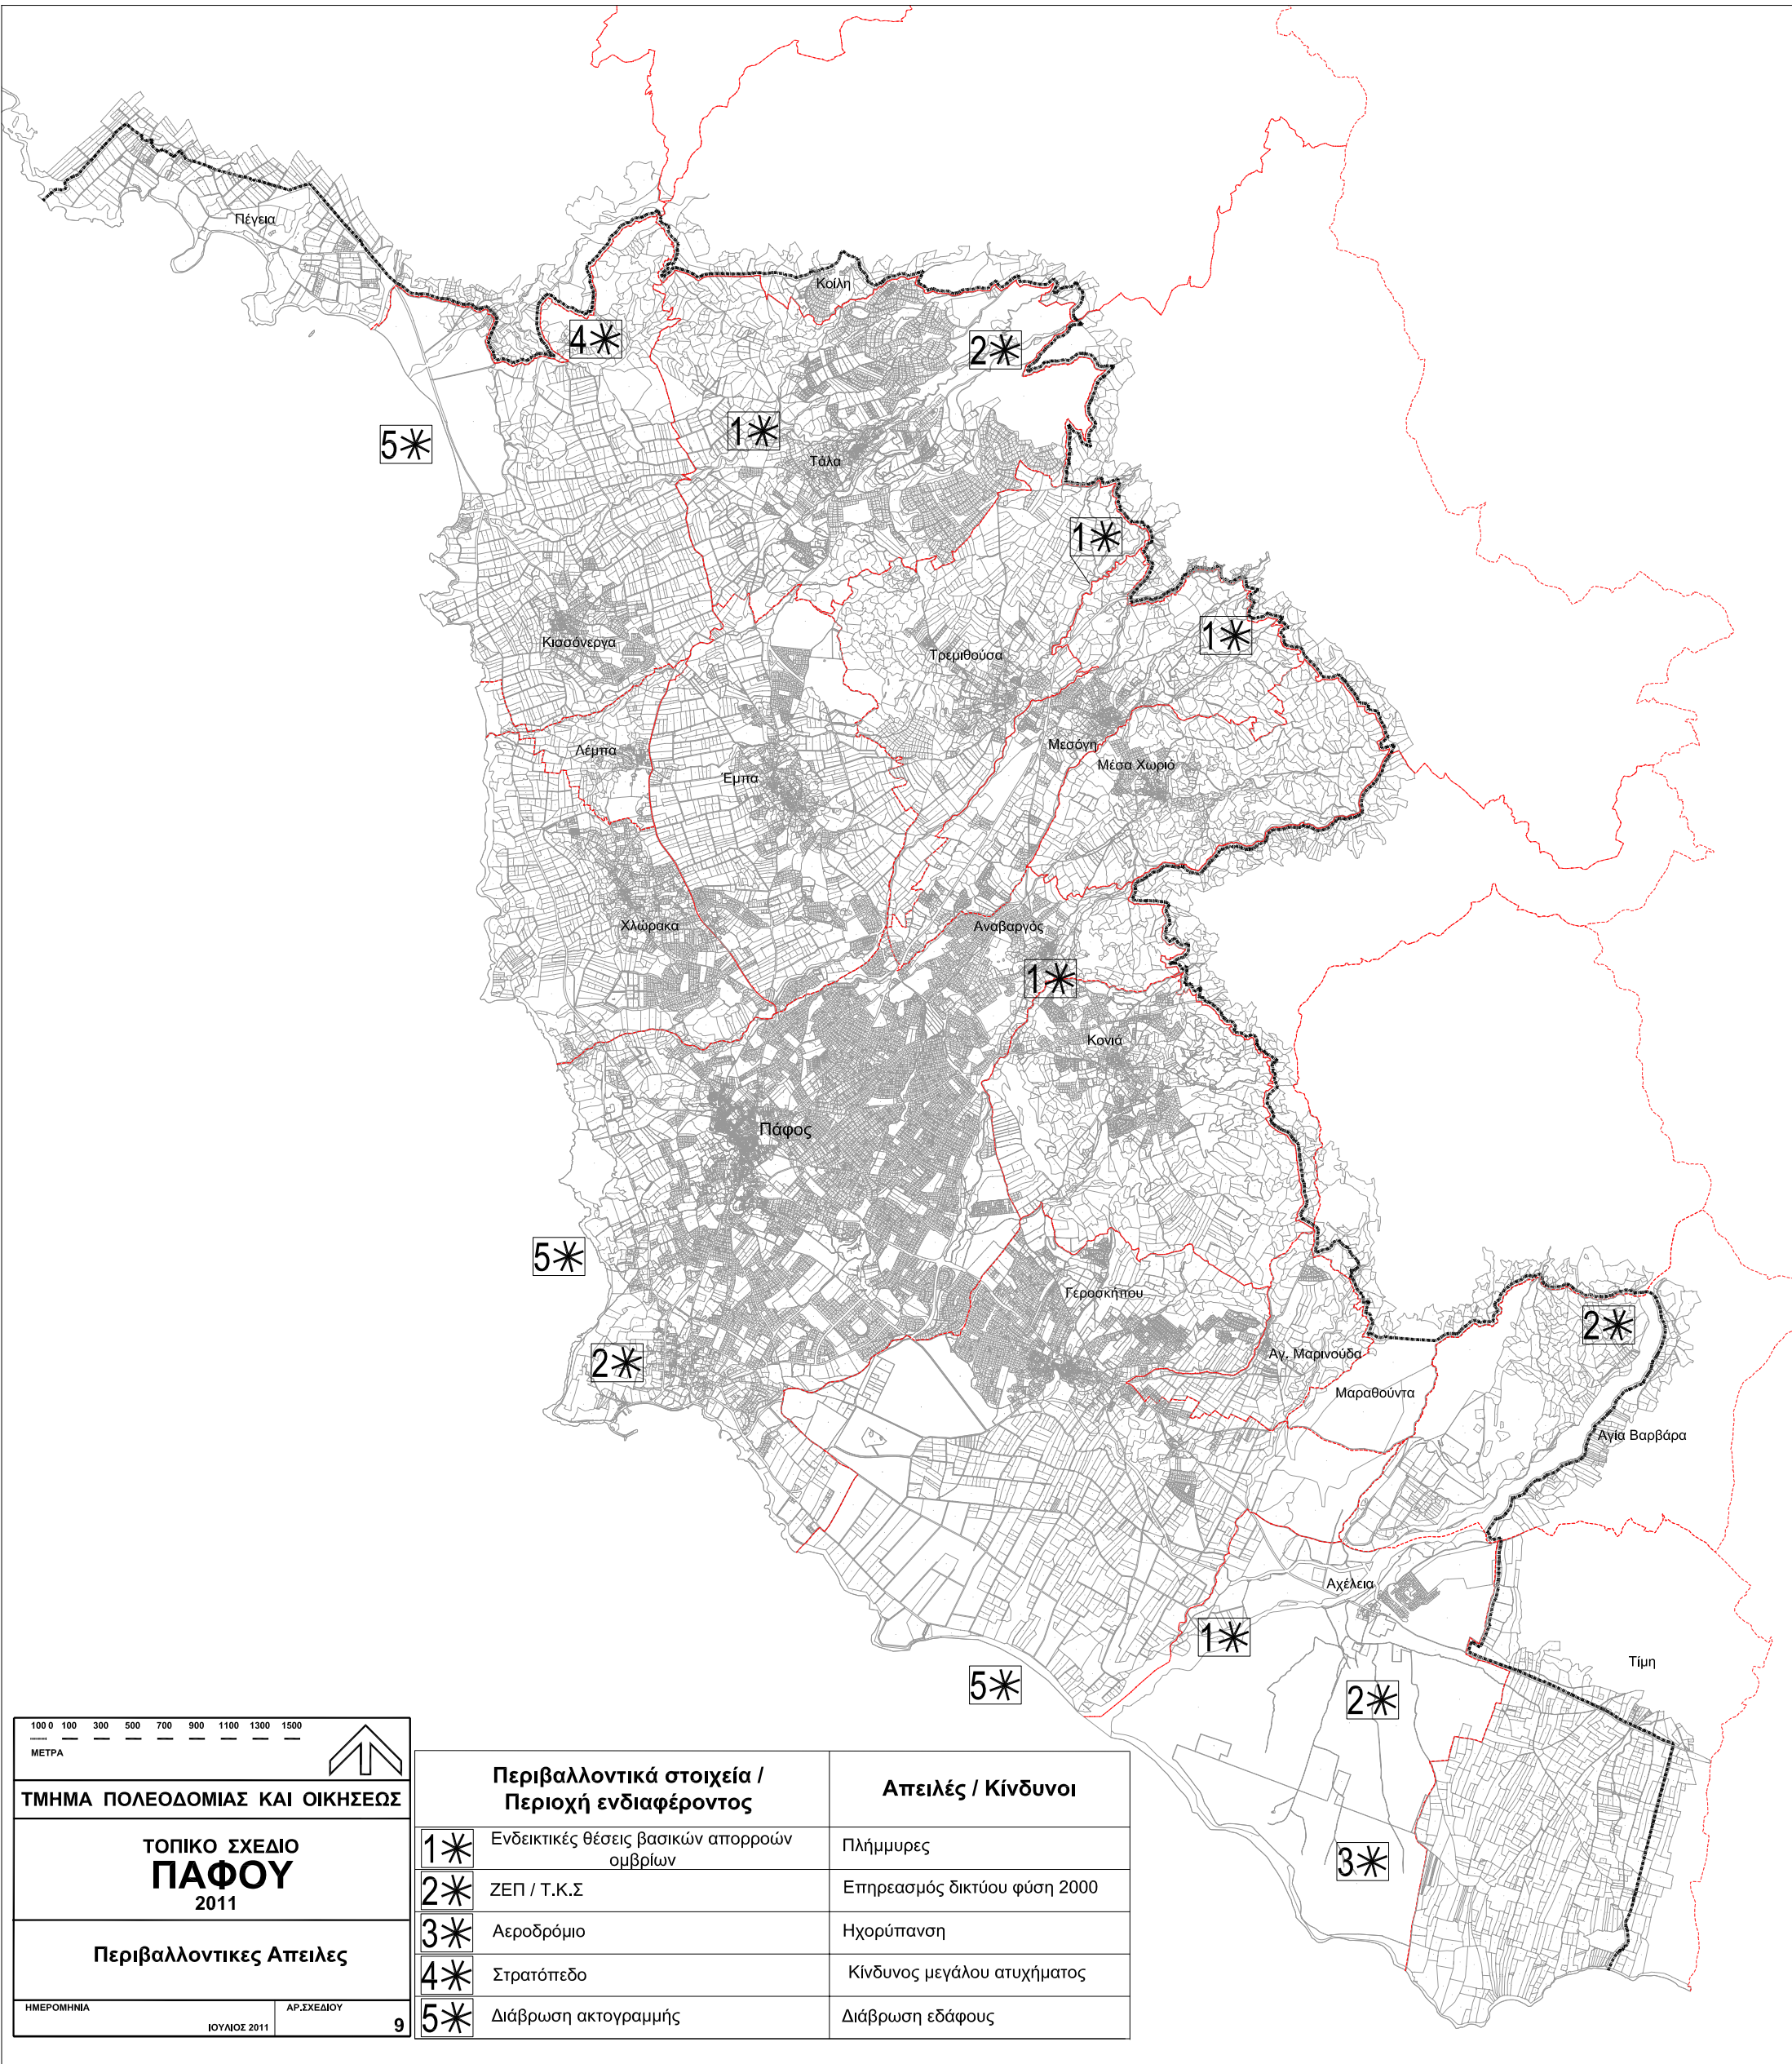 Πέγεια
Κοίλη
4✳
2✳
1✳
5✳
Τάλα
1✳
1✳
Κισσόνεργα
Τρεμιθούσα
Λέμπα
Έμπα
Μεσόγη
Μέσα Χωριό
Χλώρακα
Αναβαργός
1✳
Κονιά
Πάφος
5✳
Γεροσκήπου
2✳
2✳
Αγ. Μαρινούδα
Μαραθούντα
Αγία Βαρβάρα
Αχέλεια
1✳
Τίμη
5✳
2✳
3✳
100 0 100 300 500 700 900 1100 1300 1500
ΜΕΤΡΑ
ΤΜΗΜΑ ΠΟΛΕΟΔΟΜΙΑΣ ΚΑΙ ΟΙΚΗΣΕΩΣ
ΤΟΠΙΚΟ ΣΧΕΔΙΟ
ΠΑΦΟΥ
2011
Περιβαλλοντικες Απειλες
ΗΜΕΡΟΜΗΝΙΑ
ΙΟΥΛΙΟΣ 2011
ΑΡ.ΣΧΕΔΙΟΥ
9
Περιβαλλοντικά στοιχεία /
Περιοχή ενδιαφέροντος
Απειλές / Κίνδυνοι
1✳ Ενδεικτικές θέσεις βασικών απορροών
ομβρίων
Πλήμμυρες
2✳ ΖΕΠ / Τ.Κ.Σ Επηρεασμός δικτύου φύση 2000
3✳ Αεροδρόμιο Ηχορύπανση
4✳ Στρατόπεδο Κίνδυνος μεγάλου ατυχήματος
5✳ Διάβρωση ακτογραμμής Διάβρωση εδάφους